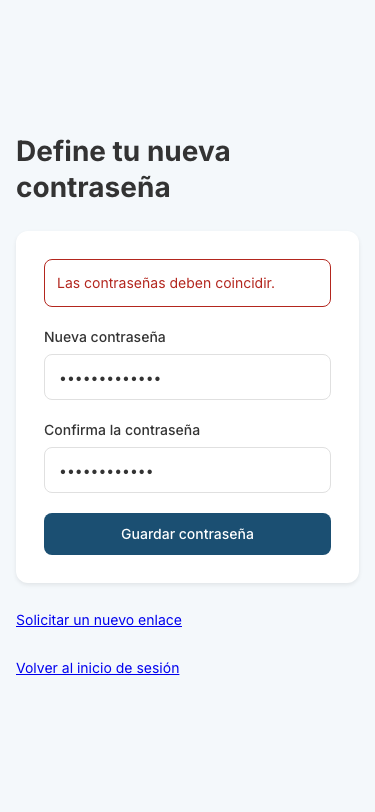 Define tu nueva
contraseña
Las contraseñas deben coincidir.
Nueva contraseña
•••••••••••••
Confirma la contraseña
••••••••••••
Guardar contraseña
Solicitar un nuevo enlace
Volver al inicio de sesión